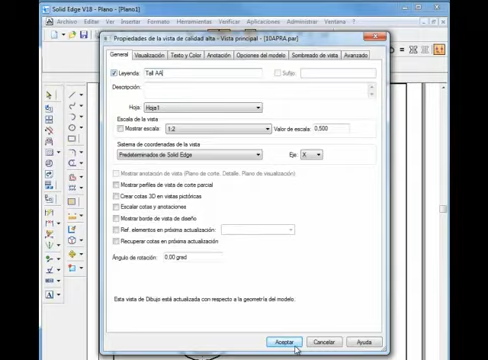 Solid Edge V18 - Plano - [Plano1]
Archivo Editar Ver Insertar Formato Herramientas Verificar Aplicaciones Administrar Ventana
Propiedades de la vista de calidad alta - Vista principal - [10APRA.par]
General Visualización Texto y Color Anotación Opciones del modelo Sombreado de vista Avanzado
Leyenda: Tall AA Sufijo:
Descripción:
Hoja: Hoja1
Escala de la vista
Mostrar escala: 1:2 Valor de escala: 0.500
Sistema de coordenadas de la vista
Predeterminados de Solid Edge Eje: X
Mostrar anotación de vista (Plano de corte, Detalle, Plano de visualización)
Mostrar perfiles de vista de corte parcial
Crear cotas 3D en vistas pictóricas
Escalar cotas y anotaciones
Mostrar borde de vista de diseño
Ref. elementos en próxima actualización:
Recuperar cotas en próxima actualización
Ángulo de rotación: 0.00 grad
Esta vista de Dibujo está actualizada con respecto a la geometría del modelo.
Aceptar Cancelar Ayuda